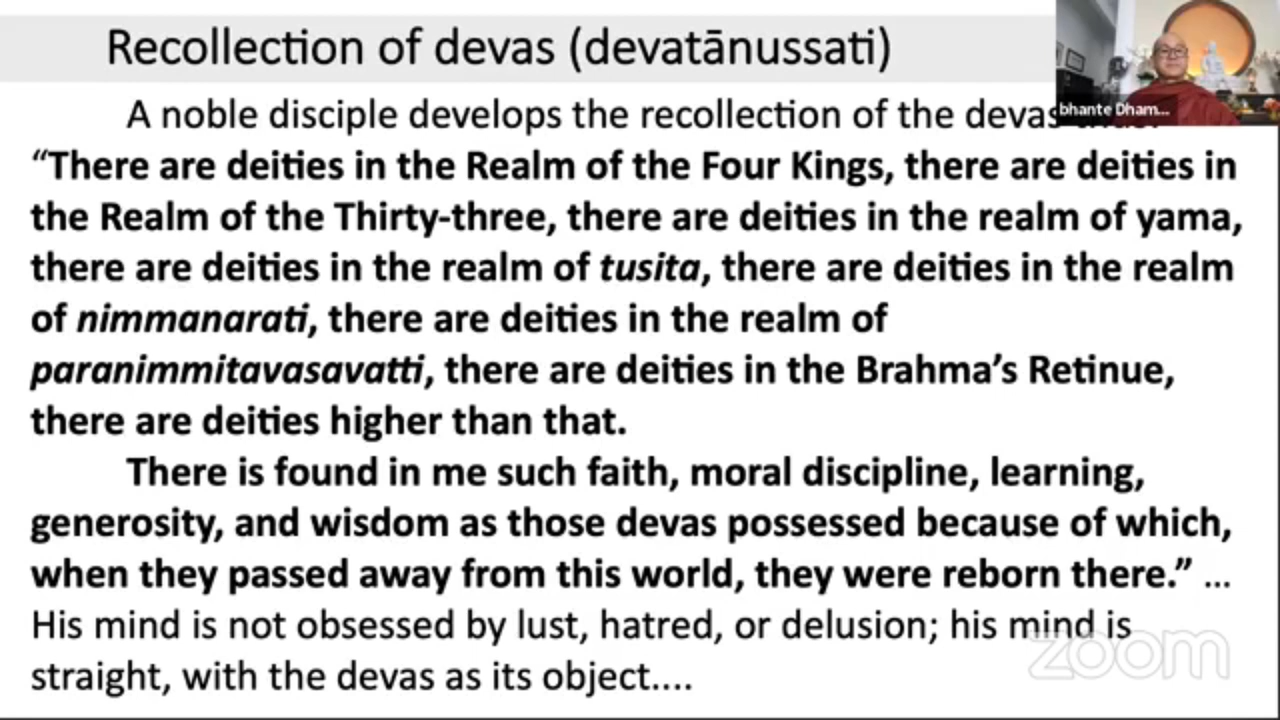 Recollection of devas (devatānussati)
bhante Dham...
A noble disciple develops the recollection of the devas
“There are deities in the Realm of the Four Kings, there are deities in
the Realm of the Thirty-three, there are deities in the realm of yama,
there are deities in the realm of tusita, there are deities in the realm
of nimmanarati, there are deities in the realm of
paranimmitavasavatti, there are deities in the Brahma’s Retinue,
there are deities higher than that.
There is found in me such faith, moral discipline, learning,
generosity, and wisdom as those devas possessed because of which,
when they passed away from this world, they were reborn there.” ...
His mind is not obsessed by lust, hatred, or delusion; his mind is
straight, with the devas as its object....
zoom